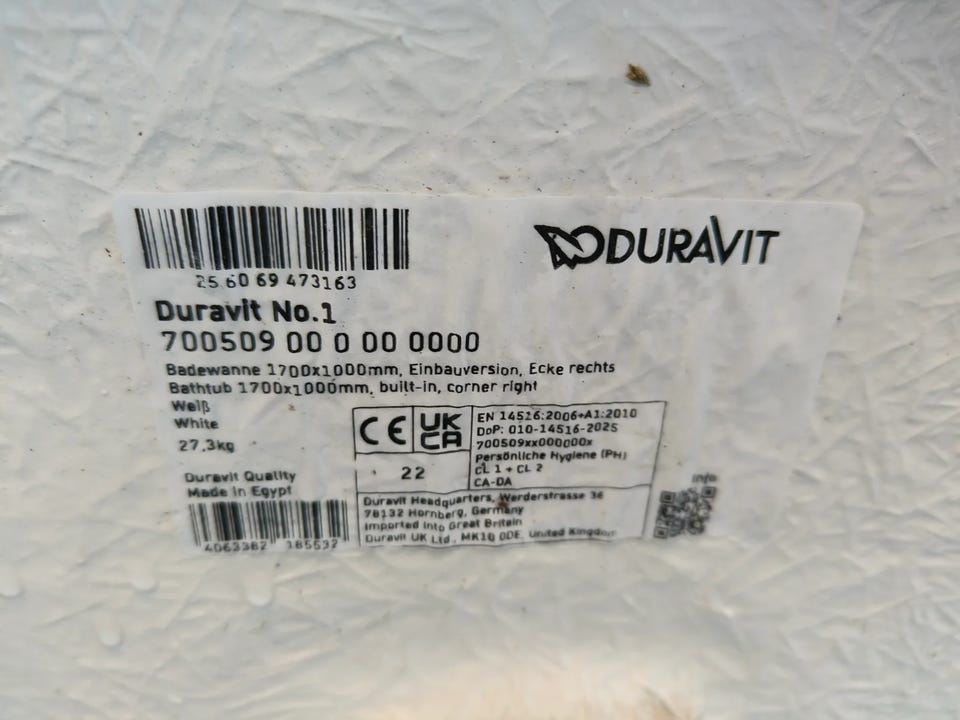 DURAVIT
25 60 69 473163
Duravit No.1
700509 00 0 00 0000
Badewanne 1700x1000mm, Einbauversion, Ecke rechts
Bathtub 1700x1000mm, built-in, corner right
Weiß
White
27,3kg
CE
UK
CA
22
EN 14516:2006+A1:2010
DoP: 010-14516-2025
700509xx000000x
Persönliche Hygiene (PH)
CL 1 + CL 2
CA-DA
Duravit Quality
Made in Egypt
4063382 185532
Duravit Headquarters, Werderstrasse 36
78132 Hornberg, Germany
Imported into Great Britain
Duravit UK Ltd., MK10 0DE, United Kingdom
info